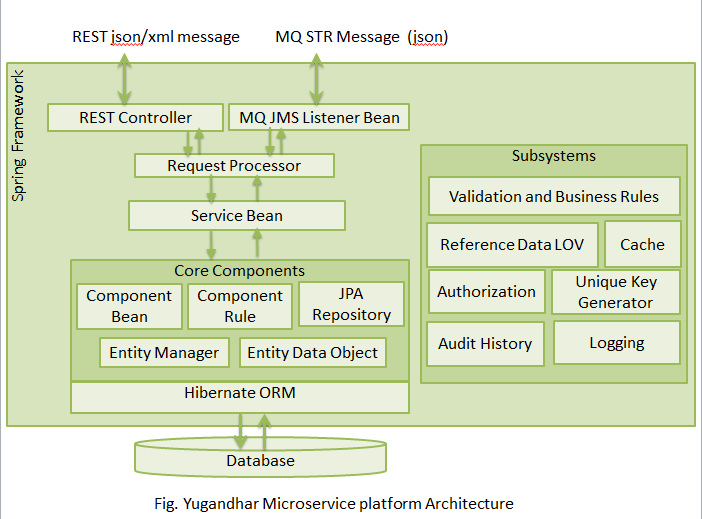 REST json/xml message
MQ STR Message (json)
Spring Framework
REST Controller
MQ JMS Listener Bean
Request Processor
Service Bean
Core Components
Component
Bean
Component
Rule
JPA
Repository
Entity Manager
Entity Data Object
Hibernate ORM
Database
Subsystems
Validation and Business Rules
Reference Data LOV
Cache
Authorization
Unique Key
Generator
Audit History
Logging
Fig. Yugandhar Microservice platform Architecture